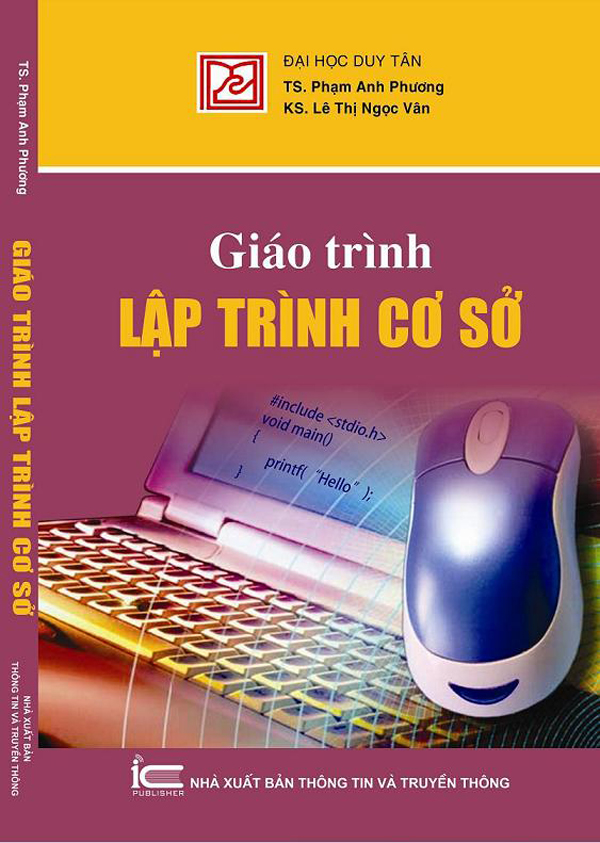 ĐẠI HỌC DUY TÂN
TS. Phạm Anh Phương
KS. Lê Thị Ngọc Vân
Giáo trình
LẬP TRÌNH CƠ SỞ
#include <stdio.h>
void main()
{
printf( “Hello” );
}
ic
PUBLISHER
NHÀ XUẤT BẢN THÔNG TIN VÀ TRUYỀN THÔNG
TS. Phạm Anh Phương
GIÁO TRÌNH LẬP TRÌNH CƠ SỞ
NHÀ XUẤT BẢN
THÔNG TIN VÀ TRUYỀN THÔNG